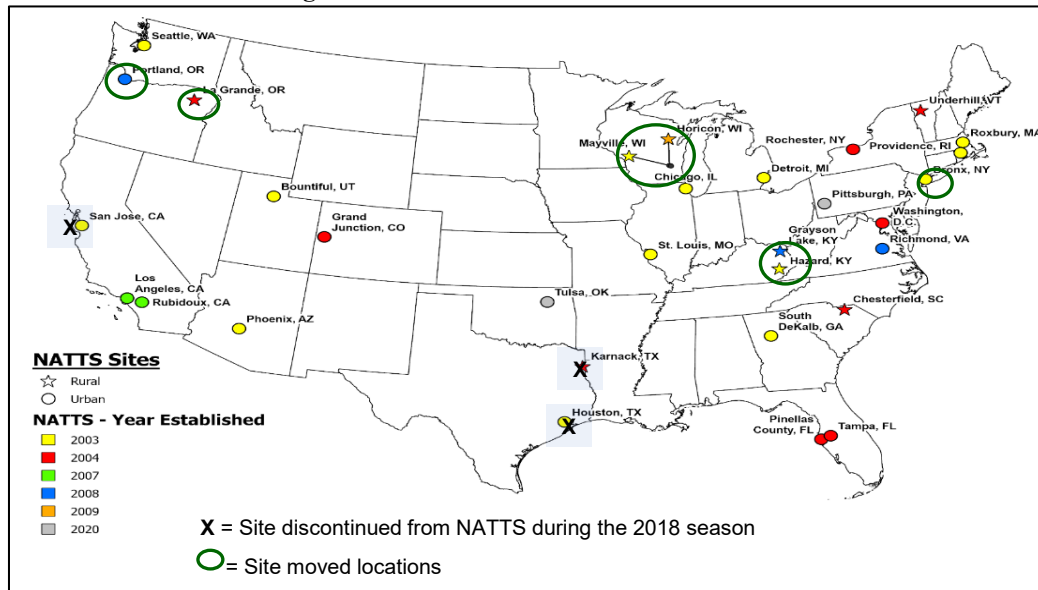 Seattle, WA
Portland, OR
La Grande, OR
Underhill, VT
Horicon, WI
Mayville, WI
Rochester, NY
Roxbury, MA
Providence, RI
Detroit, MI
Chicago, IL
Bronx, NY
Bountiful, UT
Pittsburgh, PA
San Jose, CA
X
Grand
Junction, CO
Washington,
D.C.
Grayson
Lake, KY
Richmond, VA
St. Louis, MO
Hazard, KY
Los
Angeles, CA
Rubidoux, CA
Tulsa, OK
Chesterfield, SC
Phoenix, AZ
South
DeKalb, GA
Karnack, TX
X
Houston, TX
X
Pinellas
County, FL
Tampa, FL
NATTS Sites
Rural
Urban
NATTS - Year Established
2003
2004
2007
2008
2009
2020
X = Site discontinued from NATTS during the 2018 season
= Site moved locations